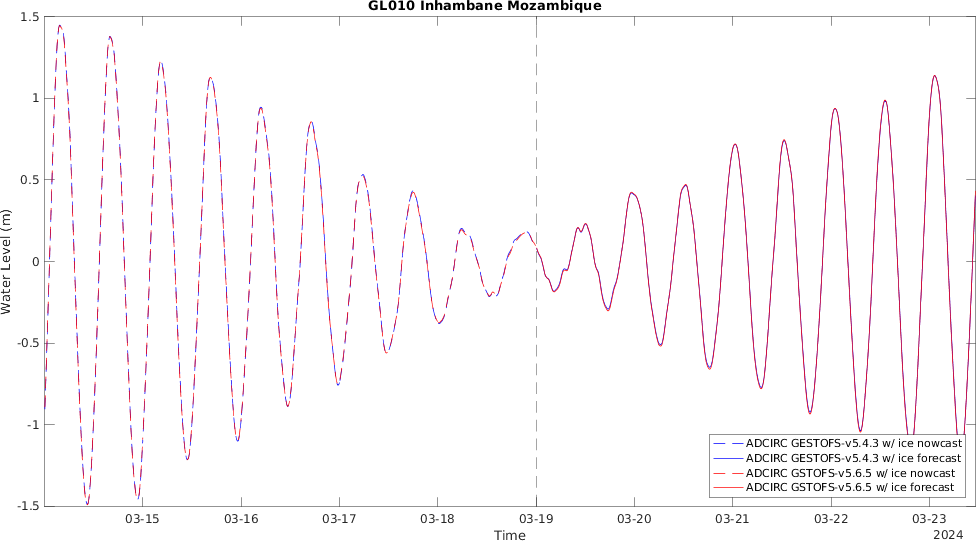 GL010 Inhambane Mozambique
1.5
1
0.5
0
-0.5
-1
-1.5
Water Level (m)
ADCIRC GESTOFS-v5.4.3 w/ ice nowcast
ADCIRC GESTOFS-v5.4.3 w/ ice forecast
ADCIRC GSTOFS-v5.6.5 w/ ice nowcast
ADCIRC GSTOFS-v5.6.5 w/ ice forecast
03-15 03-16 03-17 03-18 03-19 03-20 03-21 03-22 03-23
Time 2024